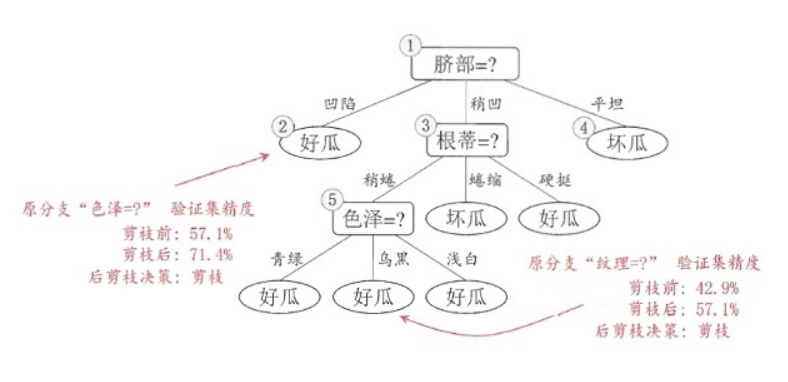 ①
脐部=?
凹陷
稍凹
平坦
②
好瓜
③
根蒂=?
④
坏瓜
稍蜷
蜷缩
硬挺
⑤
色泽=?
坏瓜
好瓜
青绿
乌黑
浅白
好瓜
好瓜
好瓜
原分支“色泽=?” 验证集精度
剪枝前: 57.1%
剪枝后: 71.4%
后剪枝决策: 剪枝
原分支“纹理=?” 验证集精度
剪枝前: 42.9%
剪枝后: 57.1%
后剪枝决策: 剪枝